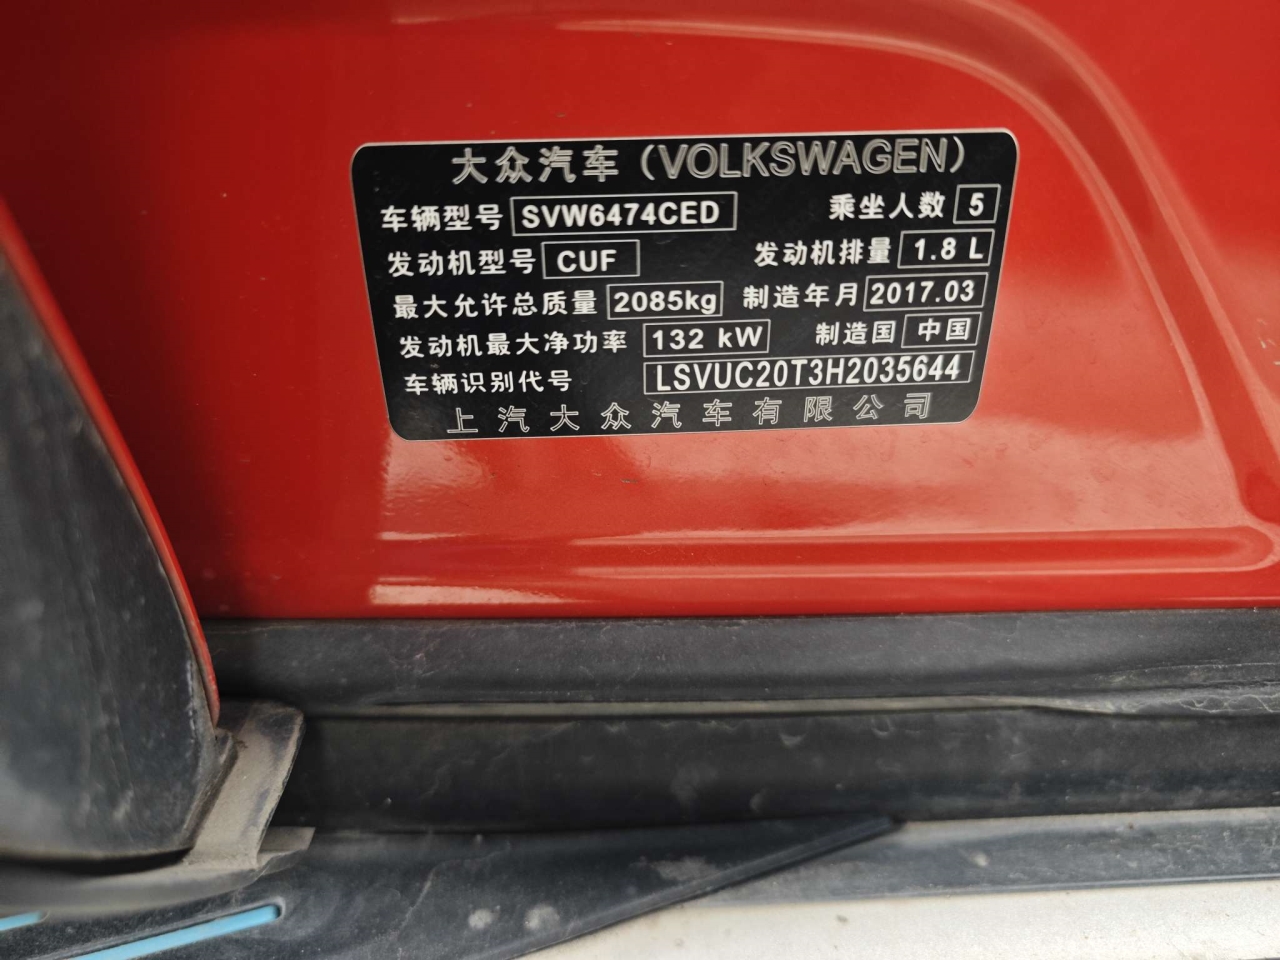 大众汽车(VOLKSWAGEN)
车辆型号 SVW6474CED 乘坐人数 5
发动机型号 CUF 发动机排量 1.8 L
最大允许总质量 2085kg 制造年月 2017.03
发动机最大净功率 132 kW 制造国 中国
车辆识别代号 LSVUC20T3H2035644
上汽大众汽车有限公司